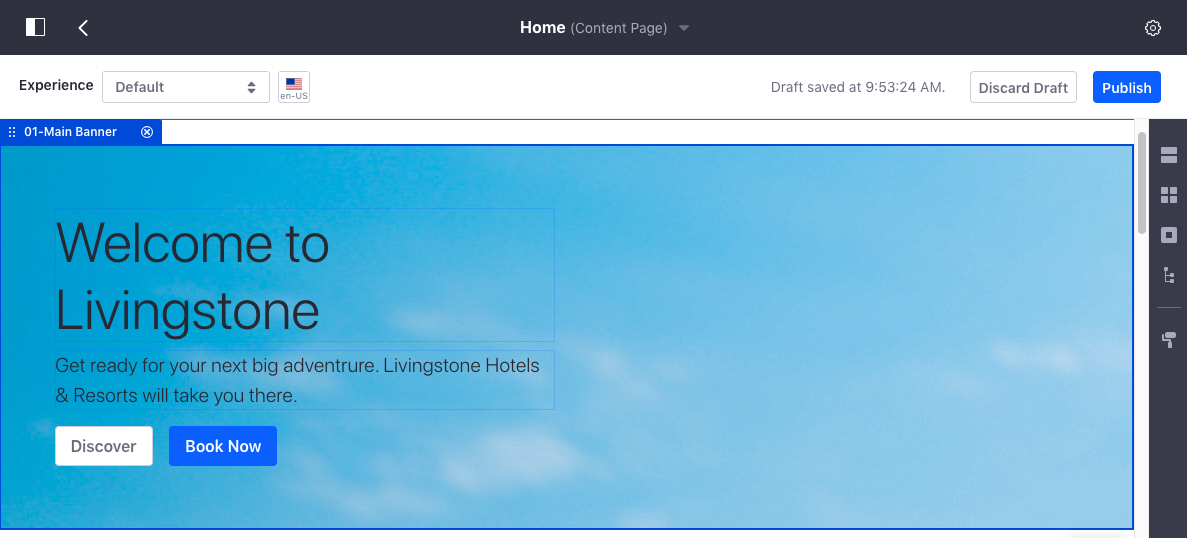 Home (Content Page)
Experience Default en-US Draft saved at 9:53:24 AM. Discard Draft Publish
01-Main Banner
Welcome to
Livingstone
Get ready for your next big adventrure. Livingstone Hotels
& Resorts will take you there.
Discover Book Now